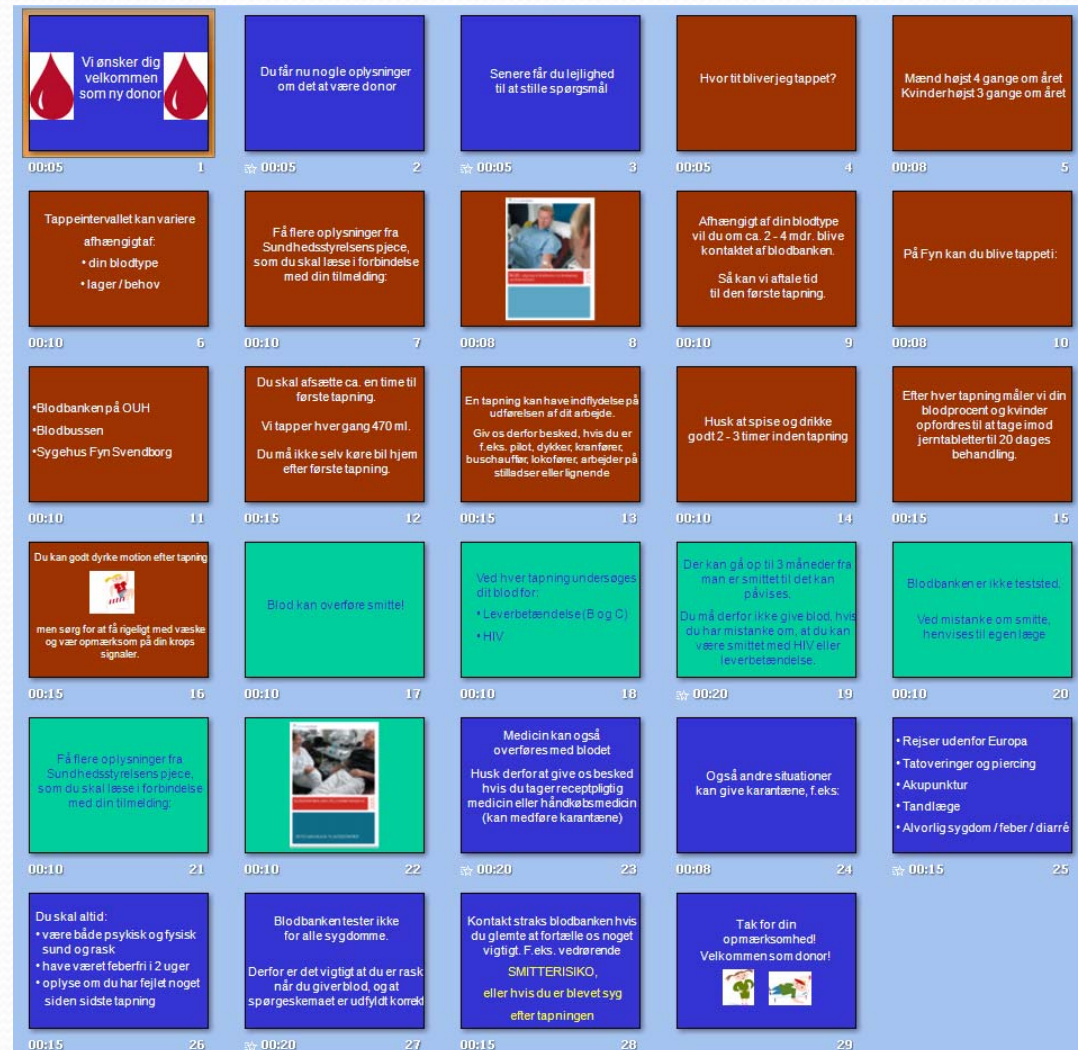 Vi ønsker dig
velkommen
som ny donor
00:05 1
Du får nu nogle oplysninger
om det at være donor
00:05 2
Senere får du lejlighed
til at stille spørgsmål
00:05 3
Hvor tit bliver jeg tappet?
00:05 4
Mænd højst 4 gange om året
Kvinder højst 3 gange om året
00:08 5
Tappeintervallet kan variere
afhængigt af:
• din blodtype
• lager / behov
00:10 6
Få flere oplysninger fra
Sundhedsstyrelsens pjece,
som du skal læse i forbindelse
med din tilmelding:
00:10 7
00:08 8
Afhængigt af din blodtype
vil du om ca. 2 - 4 mdr. blive
kontaktet af blodbanken.
Så kan vi aftale tid
til den første tapning.
00:10 9
På Fyn kan du blive tappet i:
00:08 10
•Blodbanken på OUH
•Blodbussen
•Sygehus Fyn Svendborg
00:10 11
Du skal afsætte ca. en time til
første tapning.
Vi tapper hver gang 470 ml.
Du må ikke selv køre bil hjem
efter første tapning.
00:15 12
En tapning kan have indflydelse på
udførelsen af dit arbejde.
Giv os derfor besked, hvis du er
f.eks. pilot, dykker, kranfører,
buschauffør, lokofører, arbejder på
stilladser eller lignende
00:15 13
Husk at spise og drikke
godt 2 - 3 timer inden tapning
00:10 14
Efter hver tapning måler vi din
blodprocent og kvinder
opfordres til at tage imod
jerntabletter til 20 dages
behandling.
00:15 15
Du kan godt dyrke motion efter tapning
men sørg for at få rigeligt med væske
og vær opmærksom på din krops
signaler.
00:15 16
Blod kan overføre smitte!
00:10 17
Ved hver tapning undersøges
dit blod for:
• Leverbetændelse (B og C)
• HIV
00:10 18
Der kan gå op til 3 måneder fra
man er smittet til det kan
påvises.
Du må derfor ikke give blod, hvis
du har mistanke om, at du kan
være smittet med HIV eller
leverbetændelse.
00:20 19
Blodbanken er ikke teststed.
Ved mistanke om smitte,
henvises til egen læge
00:10 20
Få flere oplysninger fra
Sundhedsstyrelsens pjece,
som du skal læse i forbindelse
med din tilmelding:
00:10 21
00:10 22
Medicin kan også
overføres med blodet
Husk derfor at give os besked
hvis du tager receptpligtig
medicin eller håndkøbsmedicin
(kan medføre karantæne)
00:20 23
Også andre situationer
kan give karantæne, f.eks:
00:08 24
• Rejser udenfor Europa
• Tatoveringer og piercing
• Akupunktur
• Tandlæge
• Alvorlig sygdom / feber / diarré
00:15 25
Du skal altid:
• være både psykisk og fysisk
sund og rask
• have været feberfri i 2 uger
• oplyse om du har fejlet noget
siden sidste tapning
00:15 26
Blodbanken tester ikke
for alle sygdomme.
Derfor er det vigtigt at du er rask
når du giver blod, og at
spørgeskemaet er udfyldt korrekt
00:20 27
Kontakt straks blodbanken hvis
du glemte at fortælle os noget
vigtigt. F.eks. vedrørende
SMITTERISIKO,
eller hvis du er blevet syg
efter tapningen
00:15 28
Tak for din
opmærksomhed!
Velkommen som donor!
29